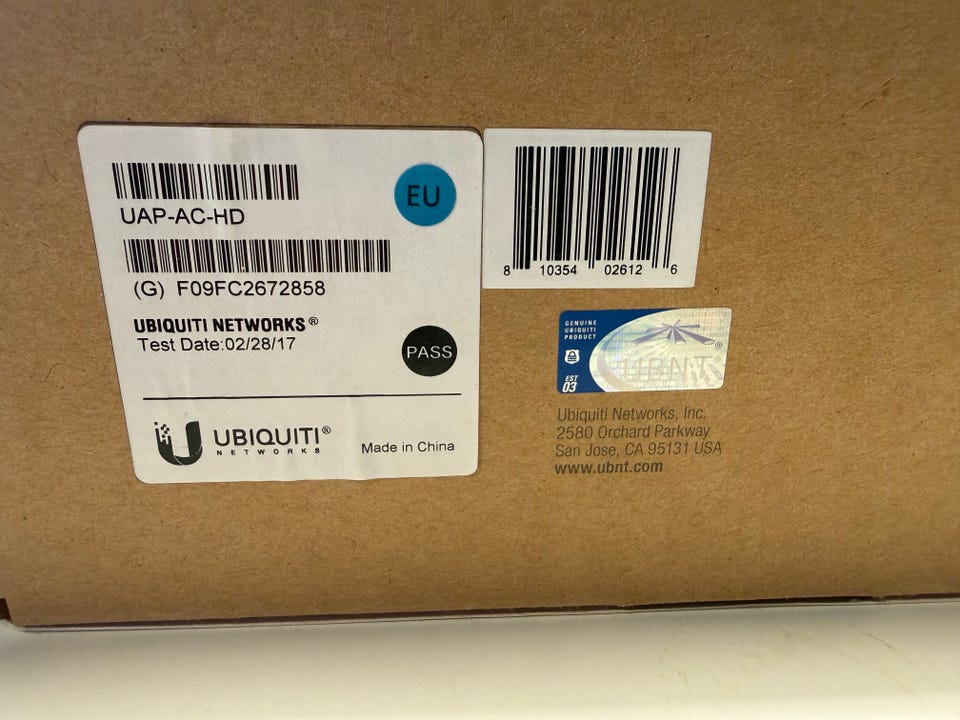 UAP-AC-HD
EU
(G) F09FC2672858
UBIQUITI NETWORKS®
Test Date:02/28/17
PASS
UBIQUITI®
NETWORKS
Made in China
8 10354 02612 6
GENUINE
UBIQUITI
PRODUCT
EST
03
UBNT®
Ubiquiti Networks, Inc.
2580 Orchard Parkway
San Jose, CA 95131 USA
www.ubnt.com